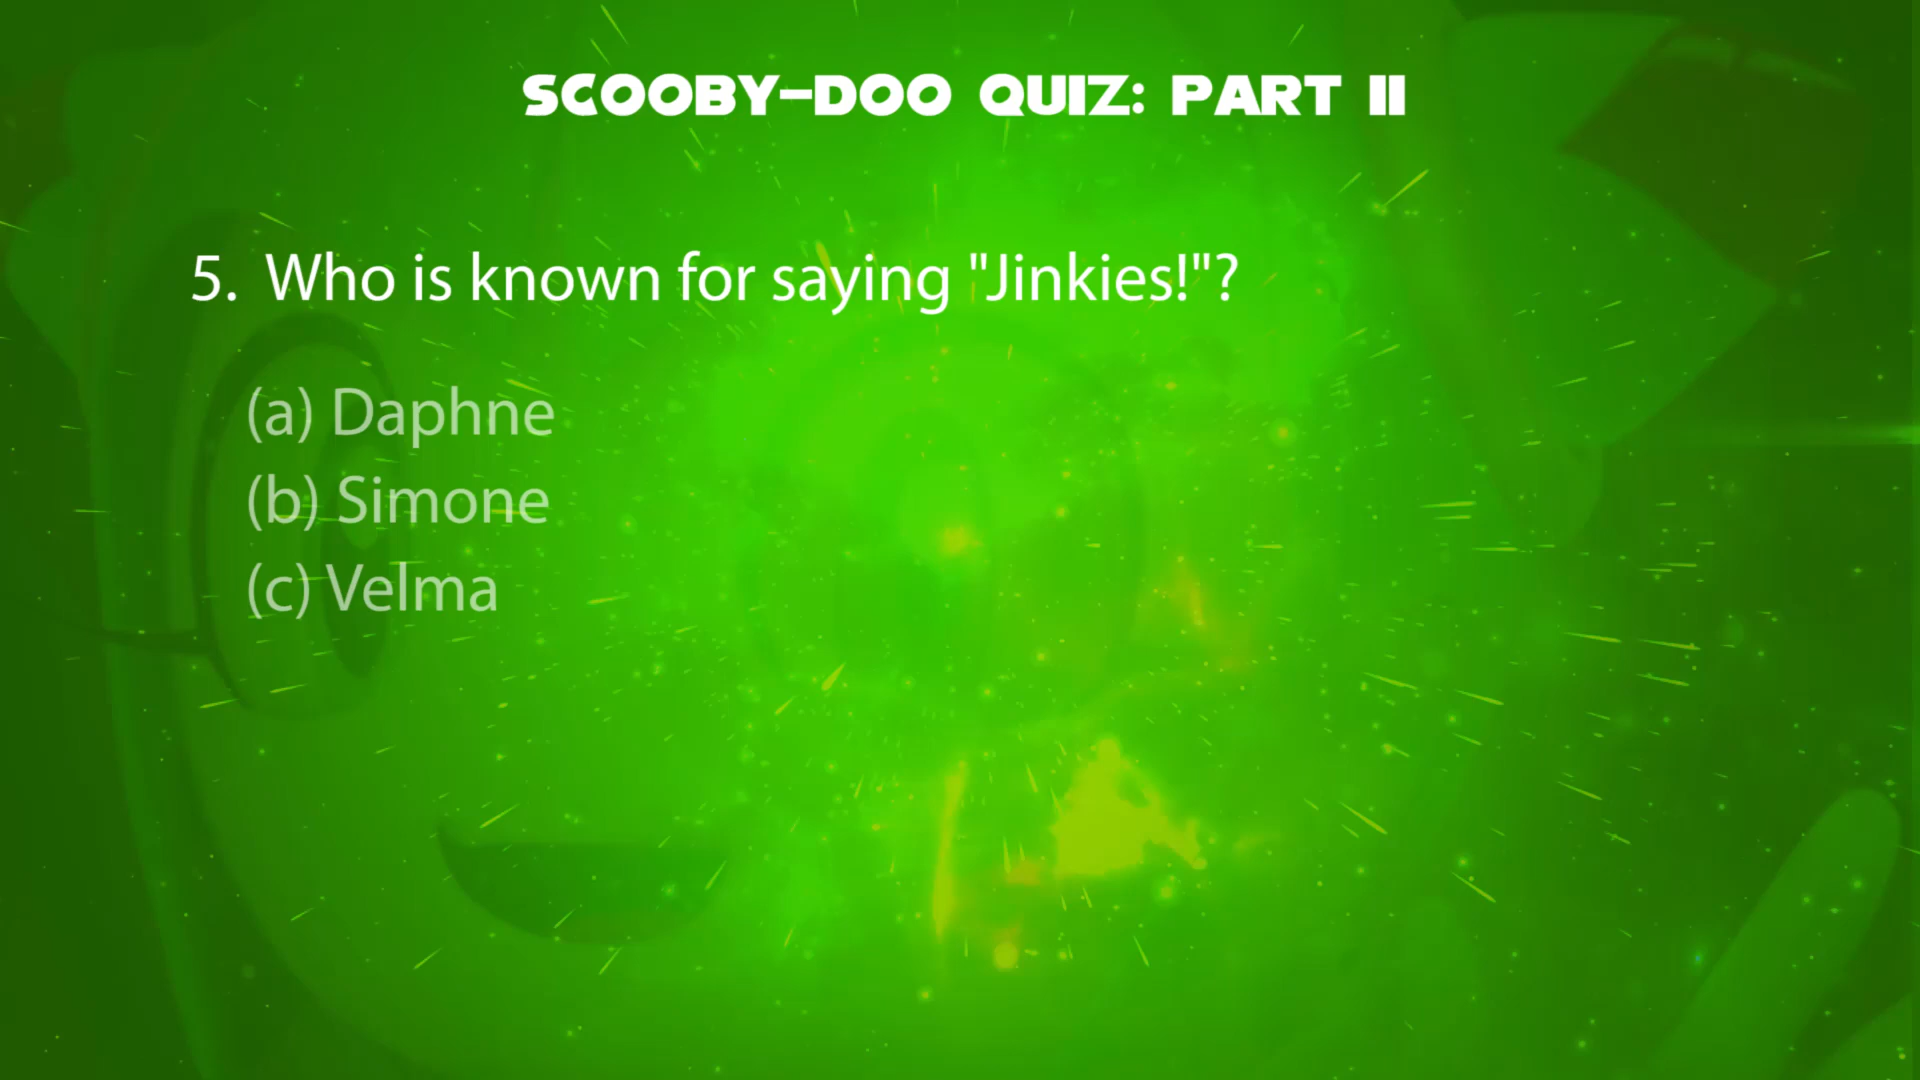 SCOOBY-DOO QUIZ: PART II
5. Who is known for saying "Jinkies!"?
(a) Daphne
(b) Simone
(c) Velma